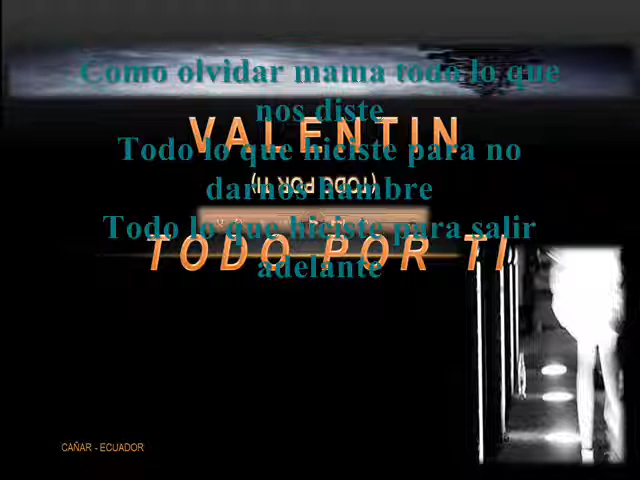 Como olvidar mama todo lo que
nos diste
VALENTIN
Todo lo que hiciste para no
(TODO POR TI)
darnos hambre
Todo lo que hiciste para salir
TODO POR TI
adelante
CAÑAR - ECUADOR